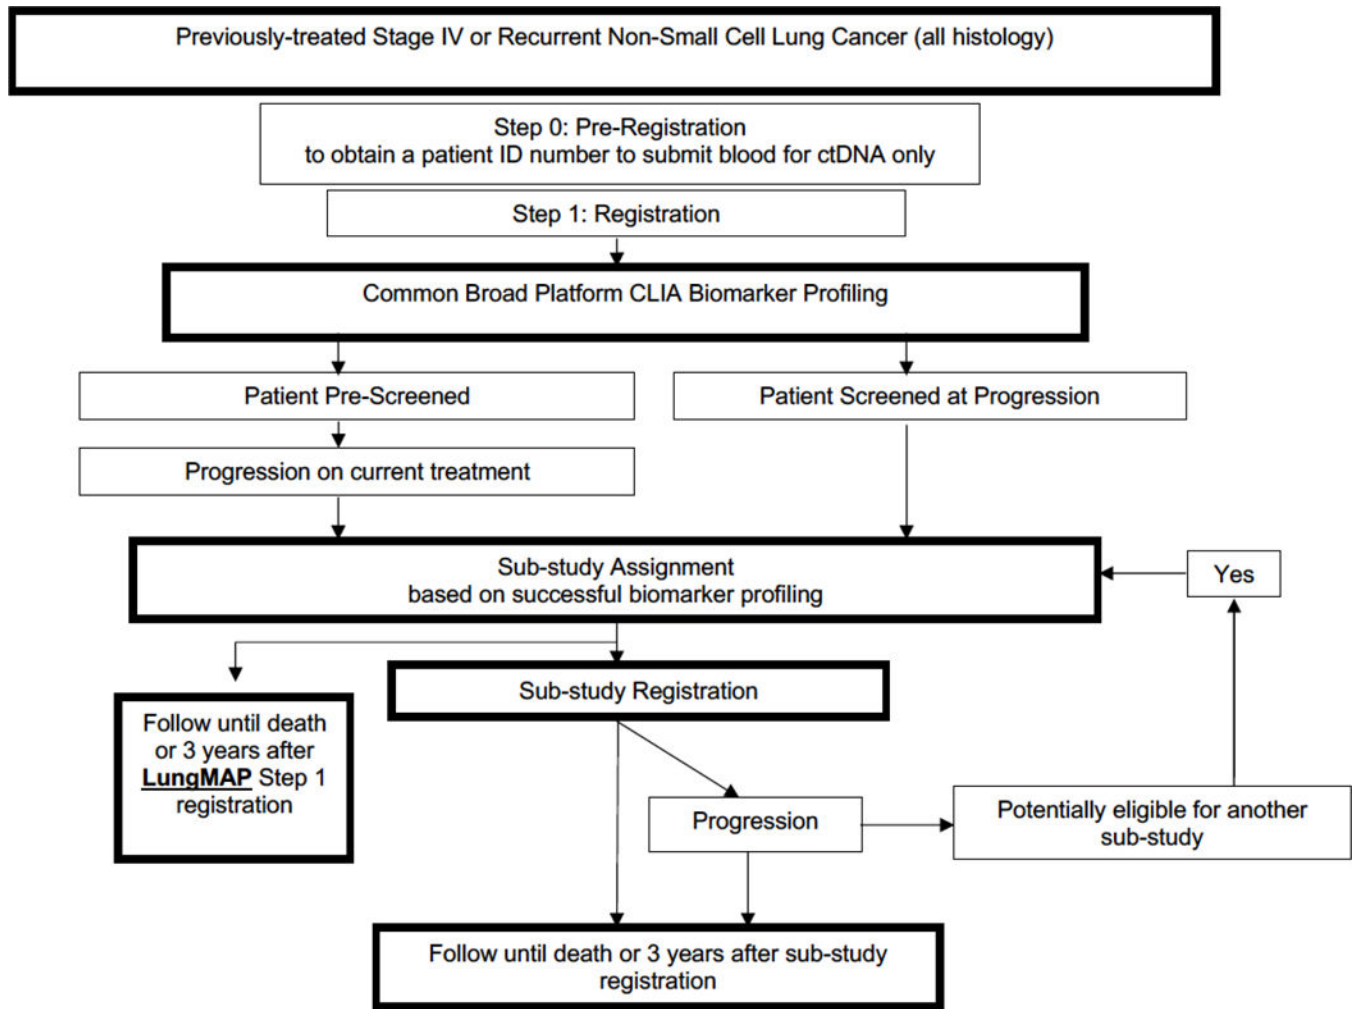 Previously-treated Stage IV or Recurrent Non-Small Cell Lung Cancer (all histology)
Step 0: Pre-Registration
to obtain a patient ID number to submit blood for ctDNA only
Step 1: Registration
Common Broad Platform CLIA Biomarker Profiling
Patient Pre-Screened
Patient Screened at Progression
Progression on current treatment
Sub-study Assignment
based on successful biomarker profiling
Yes
Sub-study Registration
Follow until death
or 3 years after
LungMAP Step 1
registration
Progression
Potentially eligible for another
sub-study
Follow until death or 3 years after sub-study
registration